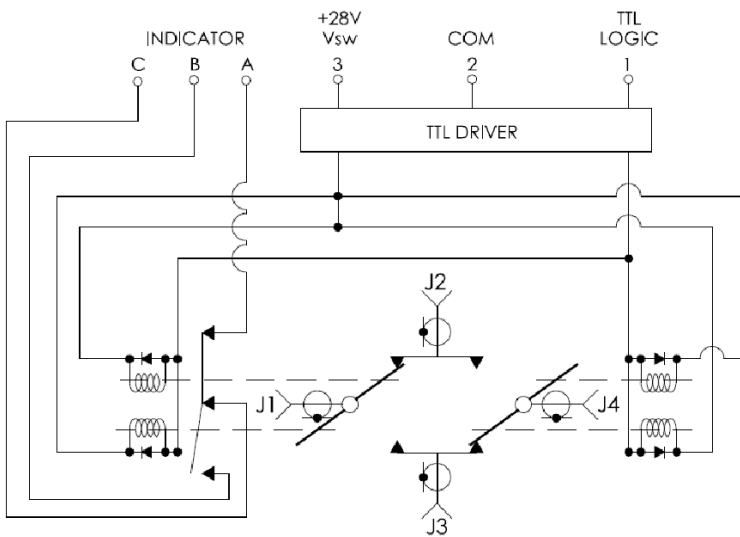 INDICATOR
C
B
A
+28V
Vsw
3
COM
2
TTL
LOGIC
1
TTL DRIVER
J2
J1
J4
J3